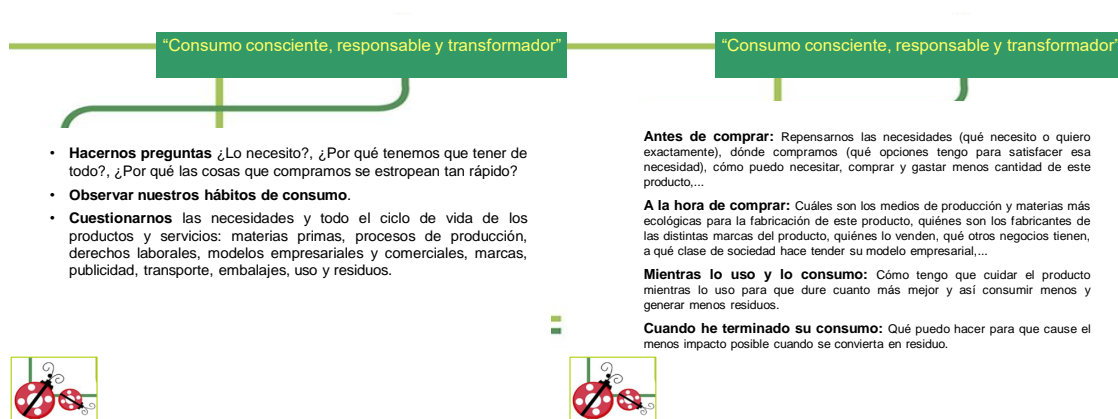 “Consumo consciente, responsable y transformador”
• Hacernos preguntas ¿Lo necesito?, ¿Por qué tenemos que tener de
todo?, ¿Por qué las cosas que compramos se estropean tan rápido?
• Observar nuestros hábitos de consumo.
• Cuestionarnos las necesidades y todo el ciclo de vida de los
productos y servicios: materias primas, procesos de producción,
derechos laborales, modelos empresariales y comerciales, marcas,
publicidad, transporte, embalajes, uso y residuos.
“Consumo consciente, responsable y transformador”
Antes de comprar: Repensarnos las necesidades (qué necesito o quiero
exactamente), dónde compramos (qué opciones tengo para satisfacer esa
necesidad), cómo puedo necesitar, comprar y gastar menos cantidad de este
producto,...
A la hora de comprar: Cuáles son los medios de producción y materias más
ecológicas para la fabricación de este producto, quiénes son los fabricantes de
las distintas marcas del producto, quiénes lo venden, qué otros negocios tienen,
a qué clase de sociedad hace tender su modelo empresarial,...
Mientras lo uso y lo consumo: Cómo tengo que cuidar el producto
mientras lo uso para que dure cuanto más mejor y así consumir menos y
generar menos residuos.
Cuando he terminado su consumo: Qué puedo hacer para que cause el
menos impacto posible cuando se convierta en residuo.